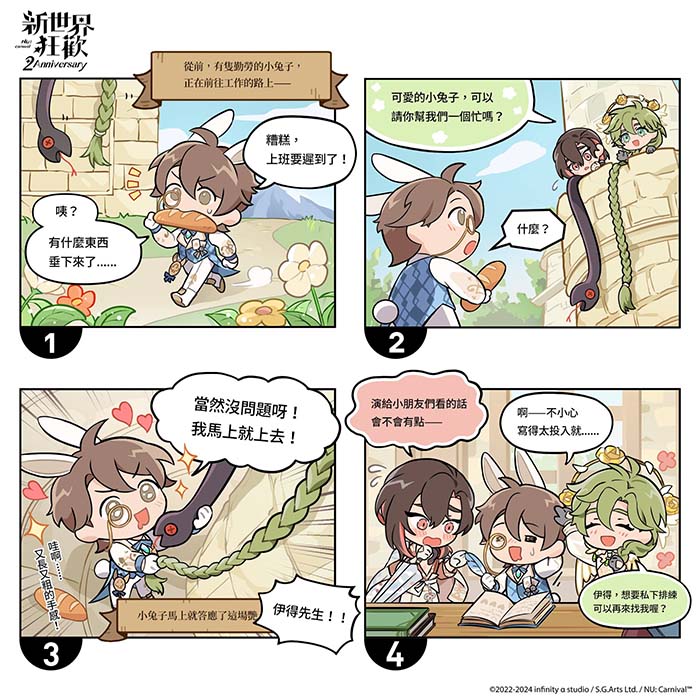 新世界
狂歡
NU: Carnival
2 Anniversary
從前，有隻勤勞的小兔子，
正在前往工作的路上——
糟糕，
上班要遲到了！
咦？
有什麼東西
垂下來了......
1
可愛的小兔子，可以
請你幫我們一個忙嗎？
什麼？
2
當然沒問題呀！
我馬上就上去！
哇啊......
又長又粗的手感！
小兔子馬上就答應了這場艷
伊得先生！！
3
演給小朋友們看的話
會不會有點——
啊——不小心
寫得太投入就......
伊得，想要私下排練
可以再來找我喔？
4
©2022-2024 infinity α studio / S.G.Arts Ltd. / NU: Carnival™